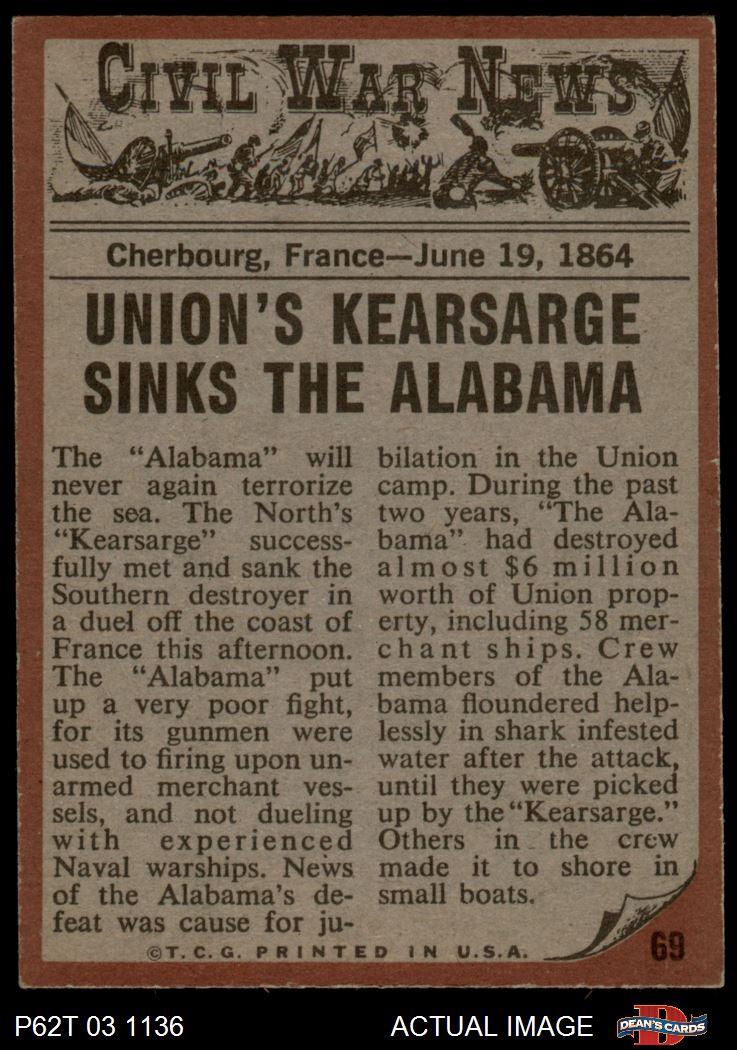 CIVIL WAR NEWS
Cherbourg, France—June 19, 1864
UNION'S KEARSARGE
SINKS THE ALABAMA
The “Alabama” will
never again terrorize
the sea. The North's
“Kearsarge” success-
fully met and sank the
Southern destroyer in
a duel off the coast of
France this afternoon.
The “Alabama” put
up a very poor fight,
for its gunmen were
used to firing upon un-
armed merchant ves-
sels, and not dueling
with experienced
Naval warships. News
of the Alabama's de-
feat was cause for ju-
bilation in the Union
camp. During the past
two years, “The Ala-
bama” had destroyed
almost $6 million
worth of Union prop-
erty, including 58 mer-
chant ships. Crew
members of the Ala-
bama floundered help-
lessly in shark infested
water after the attack,
until they were picked
up by the “Kearsarge.”
Others in the crew
made it to shore in
small boats.
©T.C.G. PRINTED IN U.S.A.
69
P62T 03 1136
ACTUAL IMAGE
D
DEAN'S CARDS